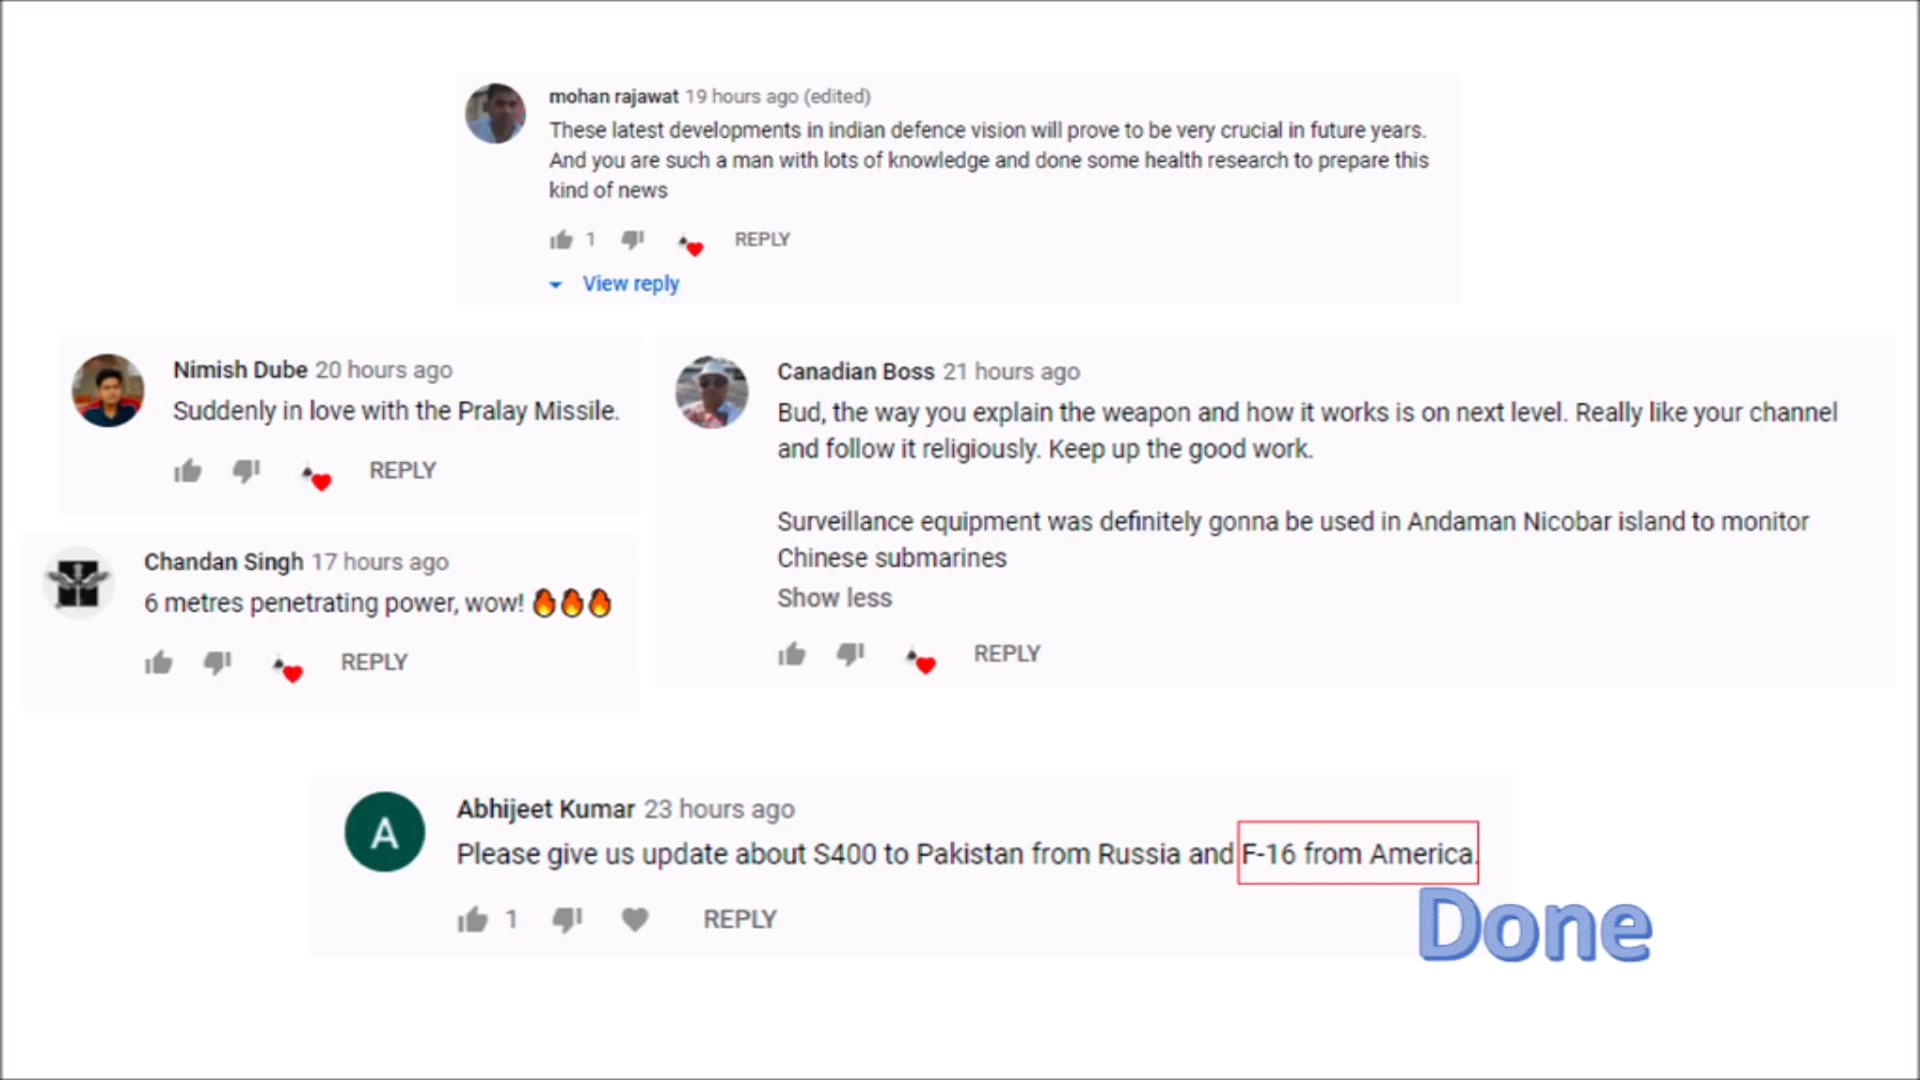 mohan rajawat 19 hours ago (edited)
These latest developments in indian defence vision will prove to be very crucial in future years.
And you are such a man with lots of knowledge and done some health research to prepare this
kind of news
1 REPLY
View reply
Nimish Dube 20 hours ago
Suddenly in love with the Pralay Missile.
REPLY
Canadian Boss 21 hours ago
Bud, the way you explain the weapon and how it works is on next level. Really like your channel
and follow it religiously. Keep up the good work.
Surveillance equipment was definitely gonna be used in Andaman Nicobar island to monitor
Chinese submarines
Show less
REPLY
Chandan Singh 17 hours ago
6 metres penetrating power, wow! 🔥🔥🔥
REPLY
A
Abhijeet Kumar 23 hours ago
Please give us update about S400 to Pakistan from Russia and F-16 from America.
1 REPLY
Done